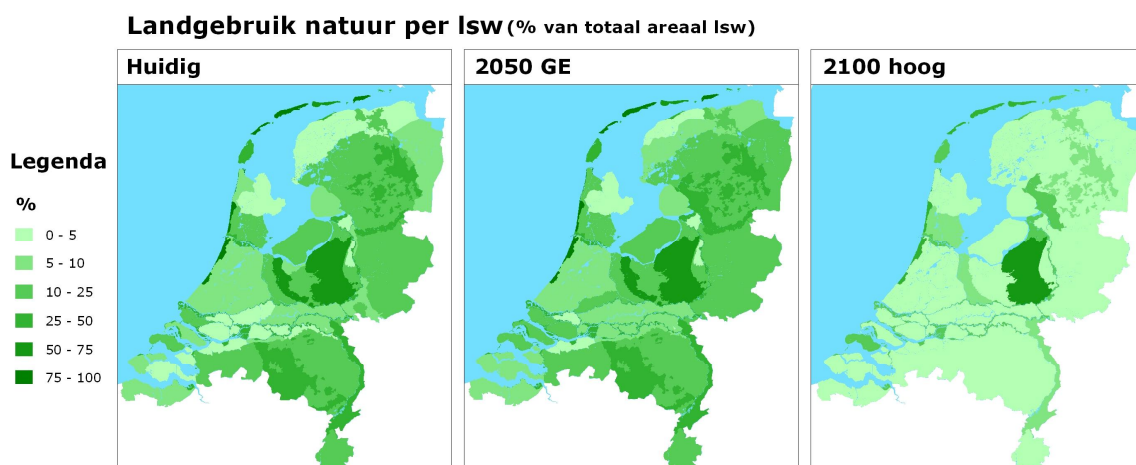 Landgebruik natuur per lsw (% van totaal areaal lsw)
Huidig
2050 GE
2100 hoog
Legenda
%
0 - 5
5 - 10
10 - 25
25 - 50
50 - 75
75 - 100